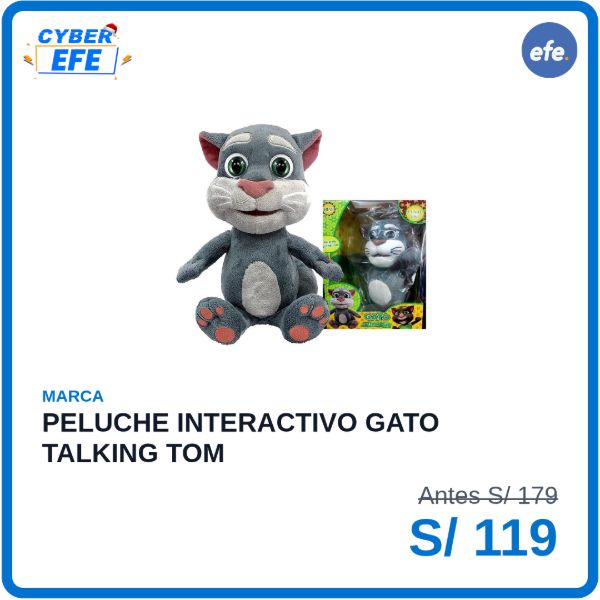 CYBER
EFE
efe.
MARCA
PELUCHE INTERACTIVO GATO
TALKING TOM
Antes S/ 179
S/ 119